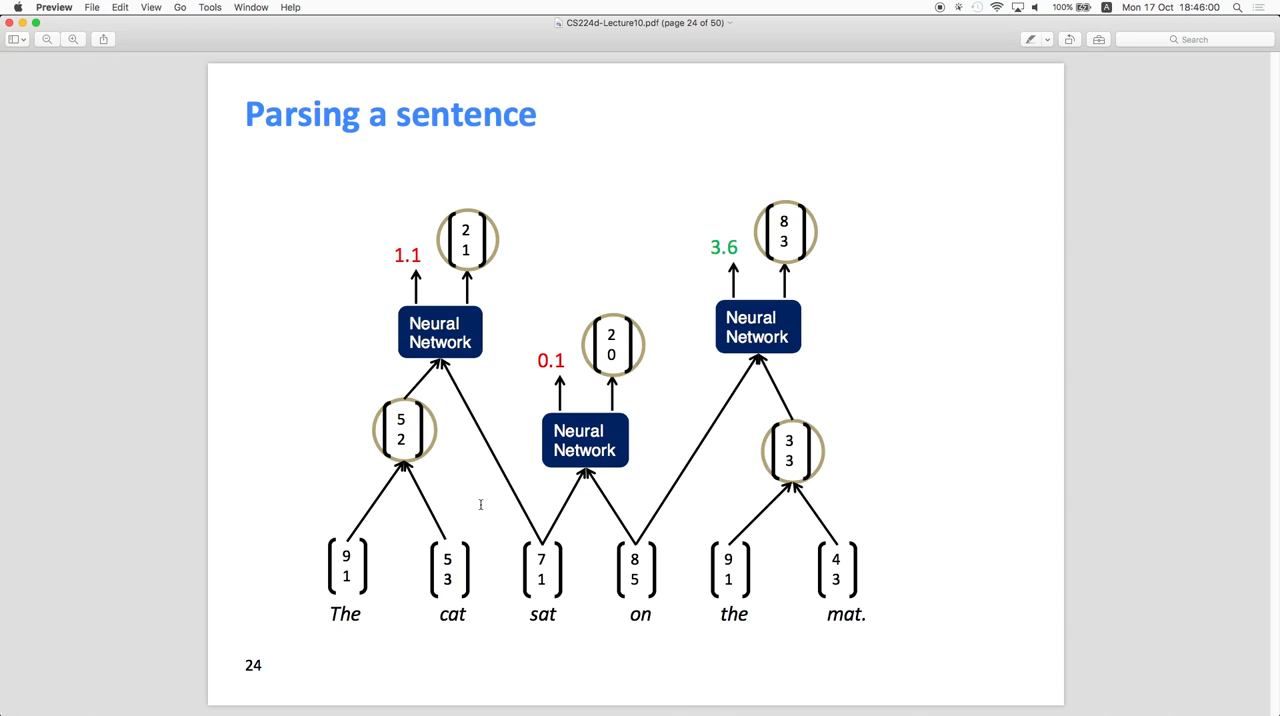 Preview File Edit View Go Tools Window Help 100% A Mon 17 Oct 18:46:00
CS224d-Lecture10.pdf (page 24 of 50)
Search
Parsing a sentence
2
1
1.1
8
3
3.6
Neural
Network
2
0
0.1
Neural
Network
5
2
Neural
Network
3
3
9
1
5
3
7
1
8
5
9
1
4
3
The cat sat on the mat.
24